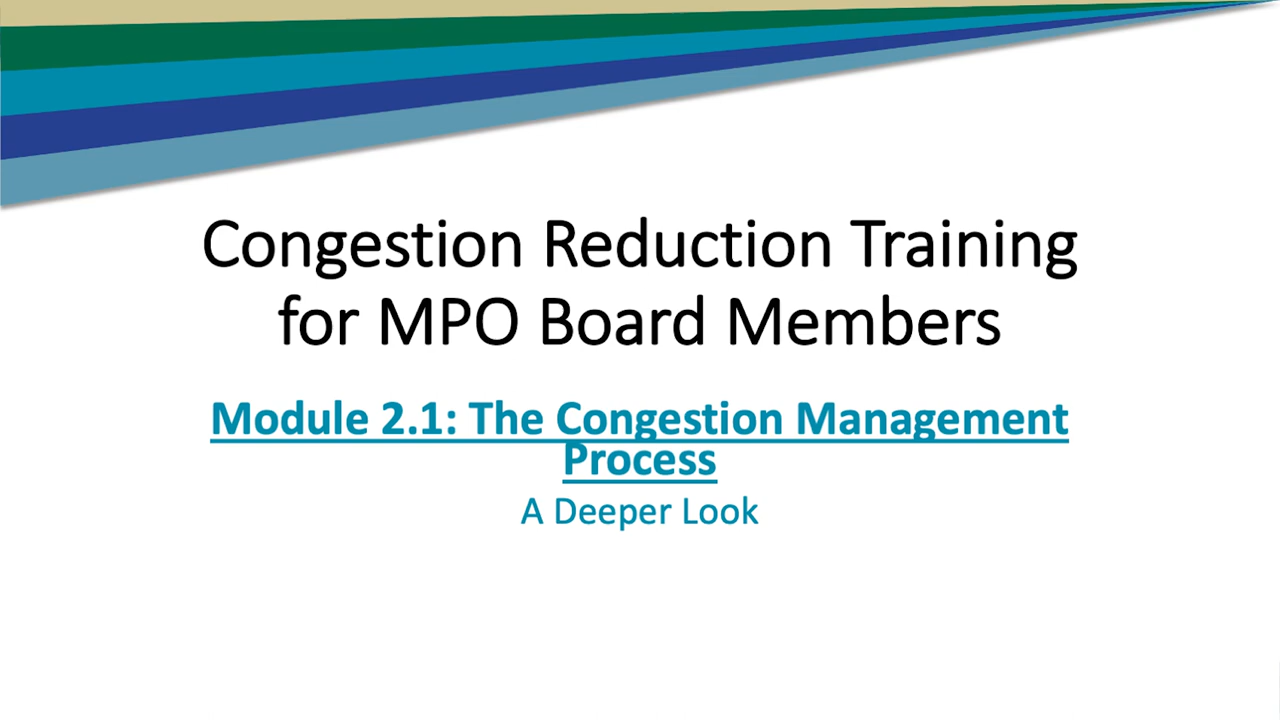 Congestion Reduction Training
for MPO Board Members
Module 2.1: The Congestion Management
Process
A Deeper Look